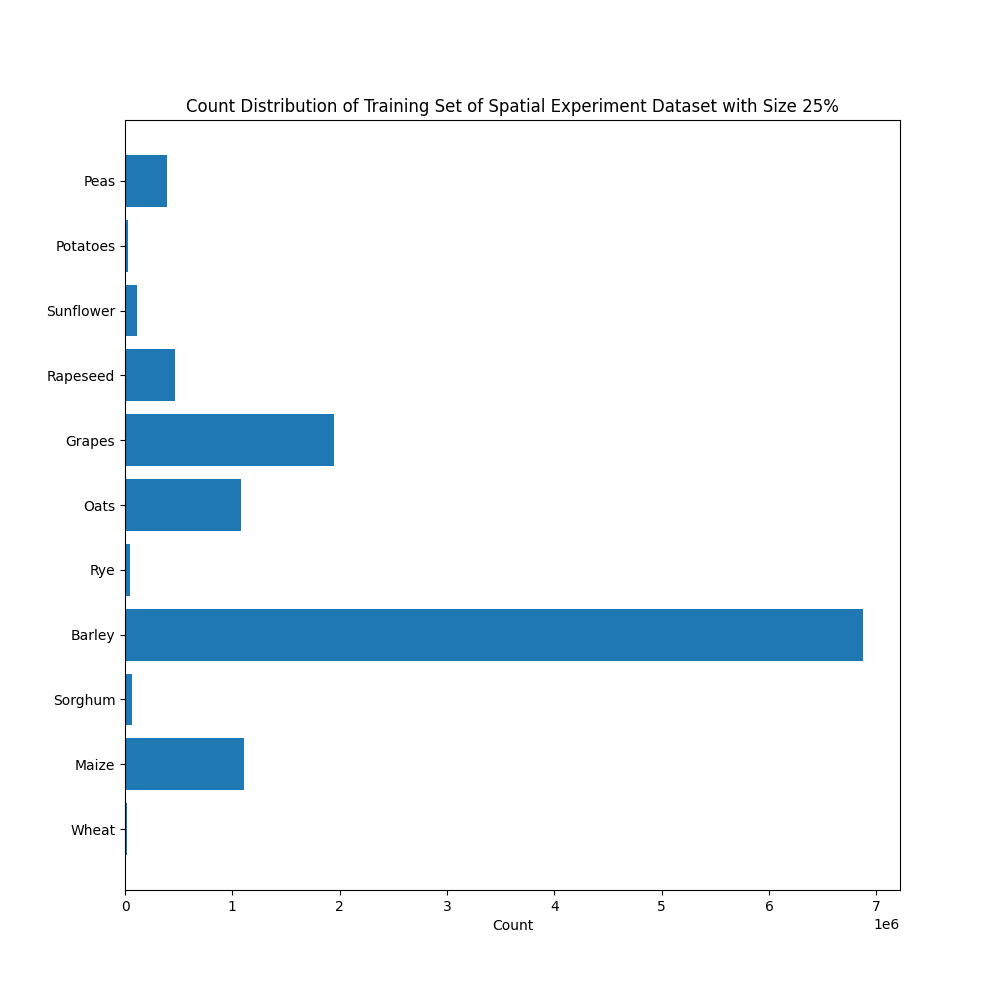 Count Distribution of Training Set of Spatial Experiment Dataset with Size 25%
Peas
Potatoes
Sunflower
Rapeseed
Grapes
Oats
Rye
Barley
Sorghum
Maize
Wheat
0 1 2 3 4 5 6 7
1e6
Count